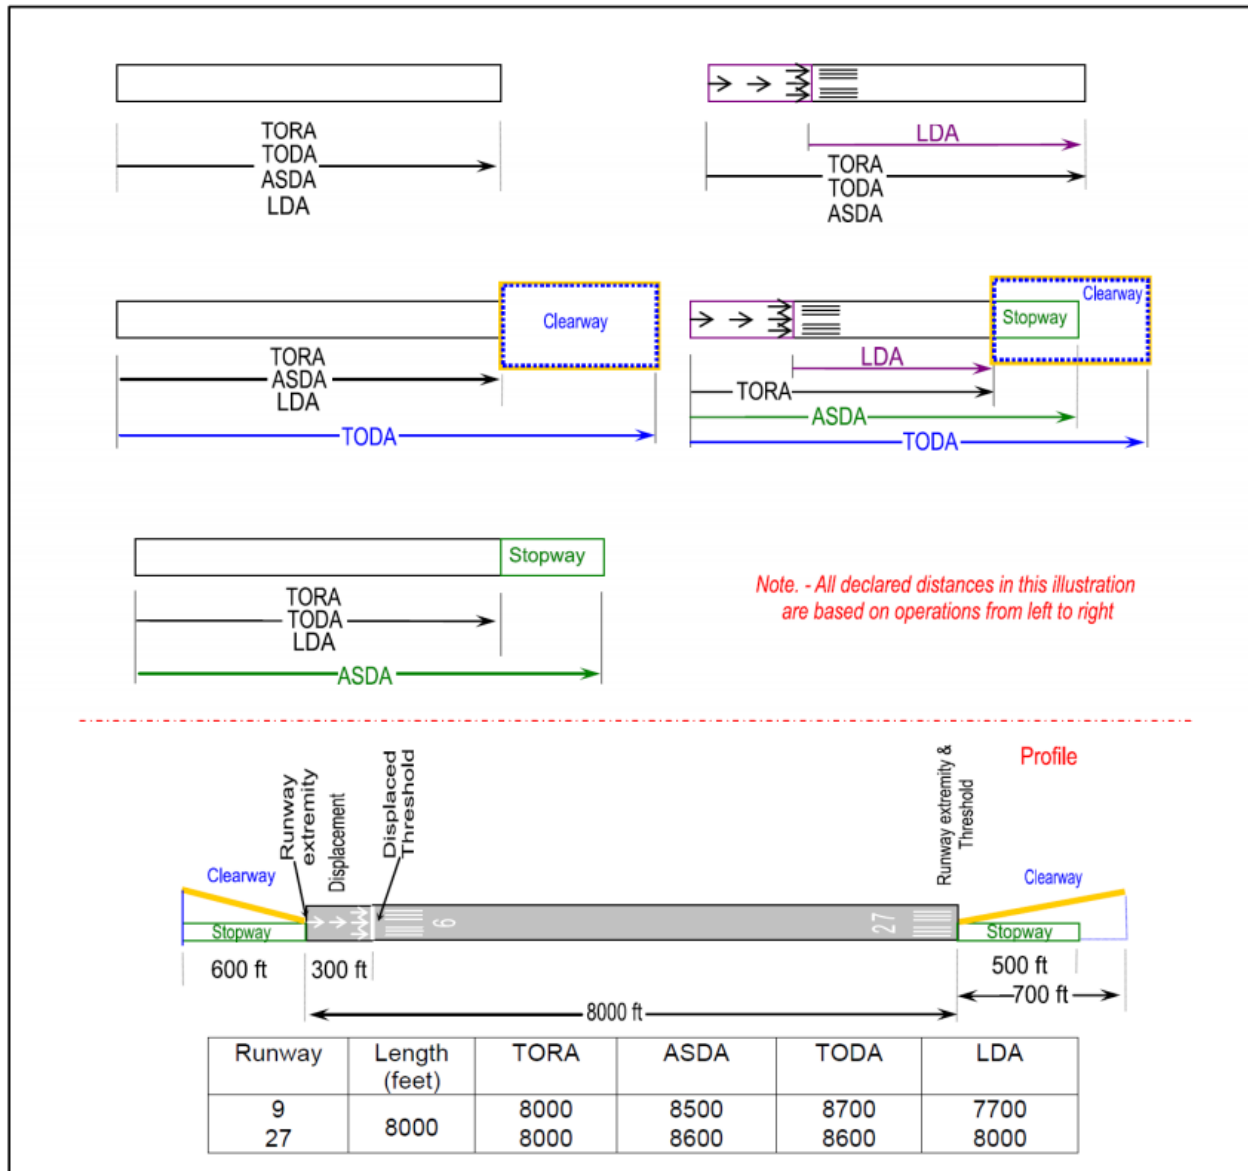 TORA
TODA
ASDA
LDA
LDA
TORA
TODA
ASDA
Clearway
TORA
ASDA
LDA
TODA
Clearway
Stopway
LDA
TORA
ASDA
TODA
Stopway
TORA
TODA
LDA
ASDA
Note. - All declared distances in this illustration
are based on operations from left to right
Profile
Runway
extremity
Displacement
Displaced
Threshold
Runway extremity &
Threshold
Clearway
Clearway
Stopway
9
27
Stopway
600 ft
300 ft
500 ft
700 ft
8000 ft
Runway Length (feet) TORA ASDA TODA LDA
9 8000 8000 8500 8700 7700
27 8000 8600 8600 8000